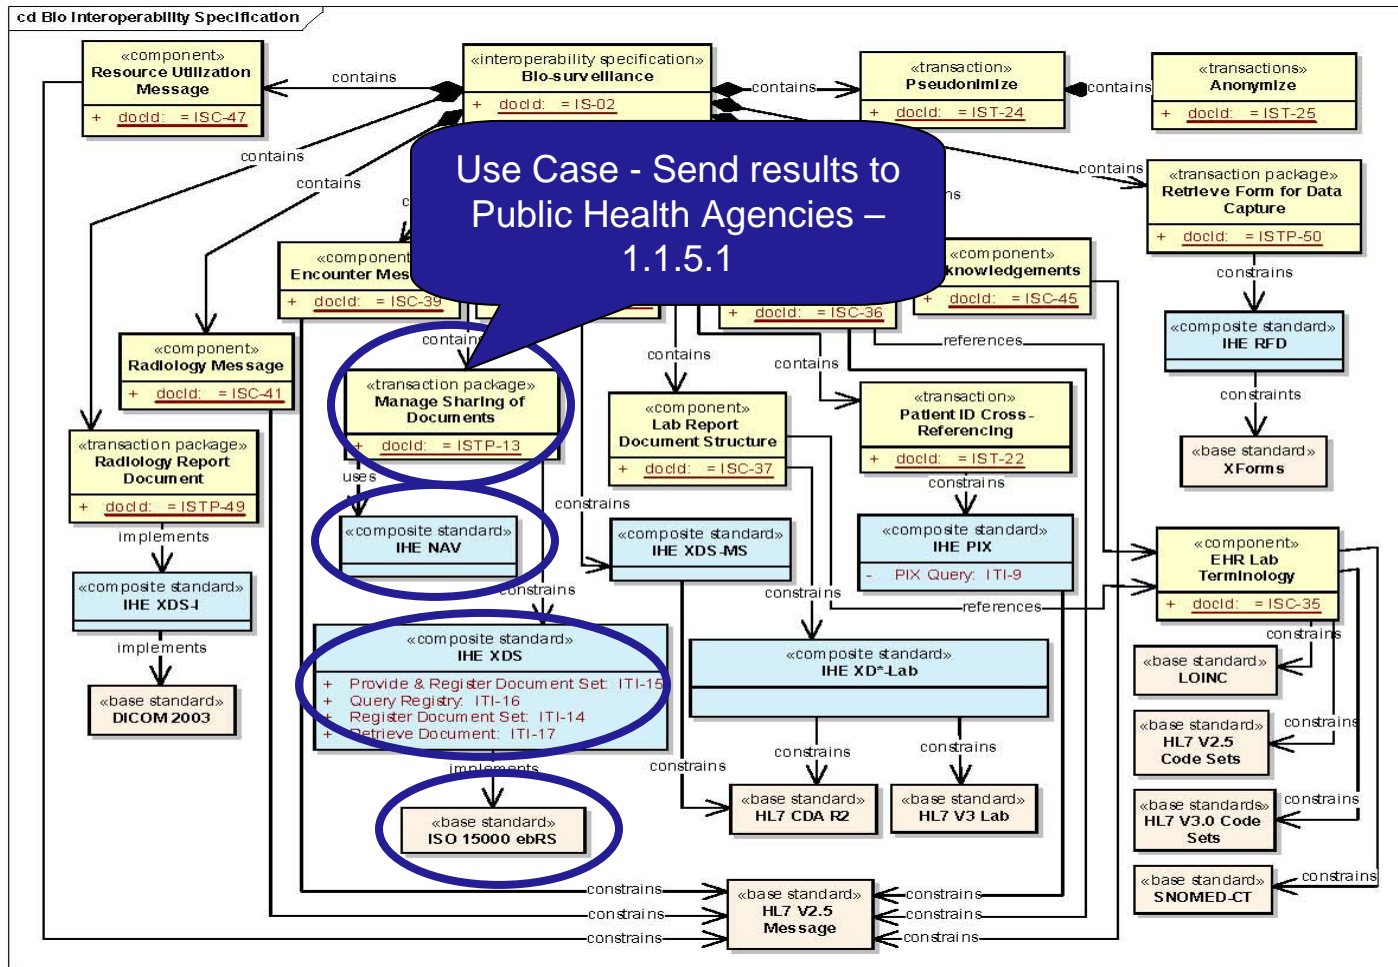 cd Bio Interoperability Specification
«component»
Resource Utilization
Message
+ docId: = ISC-47
contains
«interoperability specification»
Bio-surveillance
+ docId: = IS-02
contains
«transaction»
Pseudonimize
+ docId: = IST-24
contains
«transactions»
Anonymize
+ docId: = IST-25
contains
contains
contains
«transaction package»
Retrieve Form for Data
Capture
+ docId: = ISTP-50
Use Case - Send results to
Public Health Agencies –
1.1.5.1
Encounter
+ docId: = ISC-39
+ docId: = ISC-36
«component»
+ docId: = ISC-45
constrains
«composite standard»
IHE RFD
constraints
«base standard»
XForms
«component»
Radiology Message
+ docId: = ISC-41
contains
«transaction package»
Manage Sharing of
Documents
+ docId: = ISTP-13
contains
«component»
Lab Report
Document Structure
+ docId: = ISC-37
contains
references
«transaction»
Patient ID Cross-
Referencing
+ docId: = IST-22
«transaction package»
Radiology Report
Document
+ docId: = ISTP-49
uses
constrains
constrains
implements
«composite standard»
IHE NAV
«composite standard»
IHE XDS-MS
«composite standard»
IHE PIX
- PIX Query: ITI-9
«component»
EHR Lab
Terminology
+ docId: = ISC-35
«composite standard»
IHE XDS-I
constrains
constrains
references
implements
«composite standard»
IHE XDS
+ Provide & Register Document Set: ITI-15
+ Query Registry: ITI-16
+ Register Document Set: ITI-14
+ Retrieve Document: ITI-17
«composite standard»
IHE XD*-Lab
constrains
«base standard»
LOINC
«base standard»
DICOM 2003
«base standard»
HL7 V2.5
Code Sets
constrains
implements
constrains
constrains
constrains
«base standard»
ISO 15000 ebRS
«base standard»
HL7 CDA R2
«base standard»
HL7 V3 Lab
«base standards»
HL7 V3.0 Code
Sets
constrains
«base standard»
SNOMED-CT
constrains
constrains
constrains
constrains
«base standard»
HL7 V2.5
Message
constrains
constrains
constrains
constrains